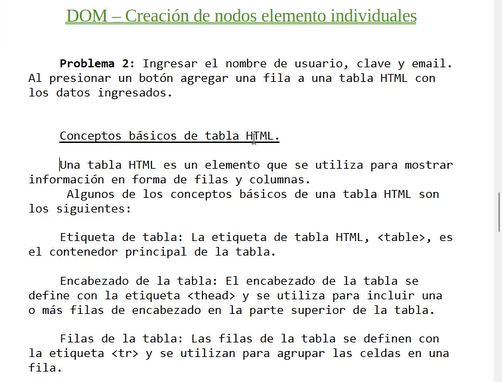 DOM – Creación de nodos elemento individuales
Problema 2: Ingresar el nombre de usuario, clave y email.
Al presionar un botón agregar una fila a una tabla HTML con
los datos ingresados.
Conceptos básicos de tabla HTML.
Una tabla HTML es un elemento que se utiliza para mostrar
información en forma de filas y columnas.
Algunos de los conceptos básicos de una tabla HTML son
los siguientes:
Etiqueta de tabla: La etiqueta de tabla HTML, <table>, es
el contenedor principal de la tabla.
Encabezado de la tabla: El encabezado de la tabla se
define con la etiqueta <thead> y se utiliza para incluir una
o más filas de encabezado en la parte superior de la tabla.
Filas de la tabla: Las filas de la tabla se definen con
la etiqueta <tr> y se utilizan para agrupar las celdas en una
fila.